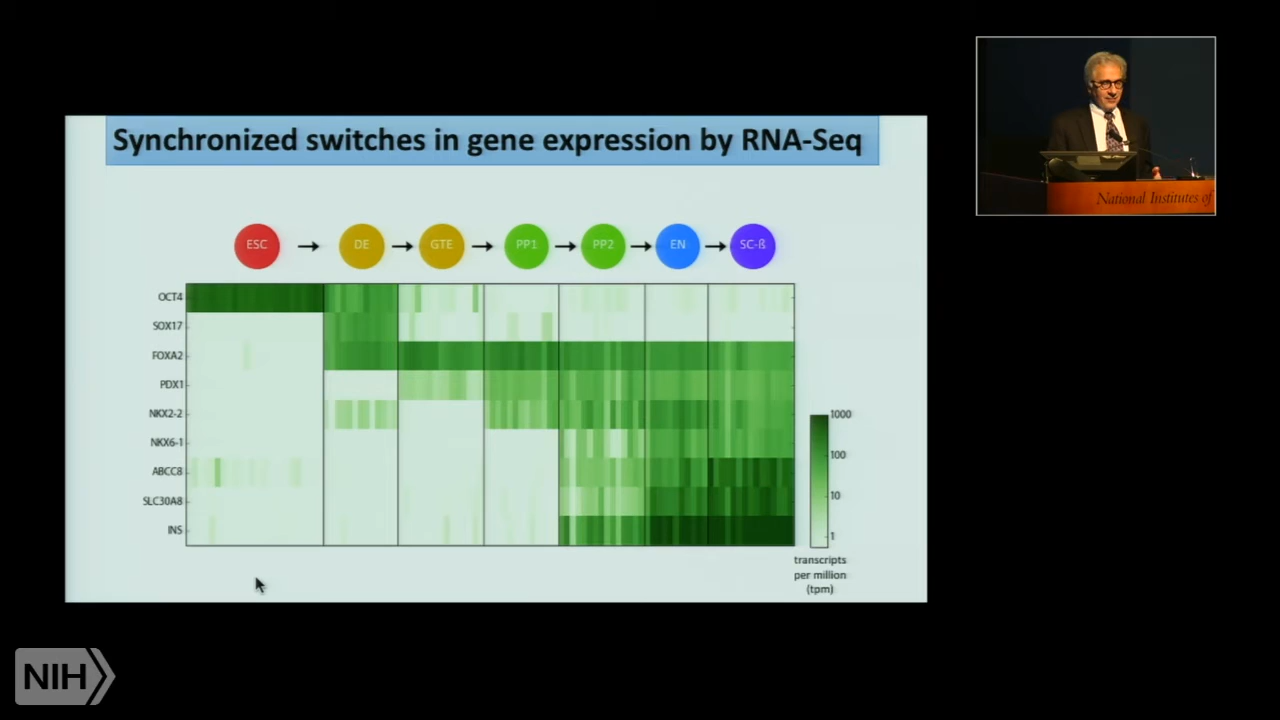 Synchronized switches in gene expression by RNA-Seq
ESC
DE
GTE
PP1
PP2
EN
SC-ß
OCT4
SOX17
FOXA2
PDX1
NKX2-2
NKX6-1
ABCC8
SLC30A8
INS
1000
100
10
1
transcripts
per million
(tpm)
National Institutes of
NIH